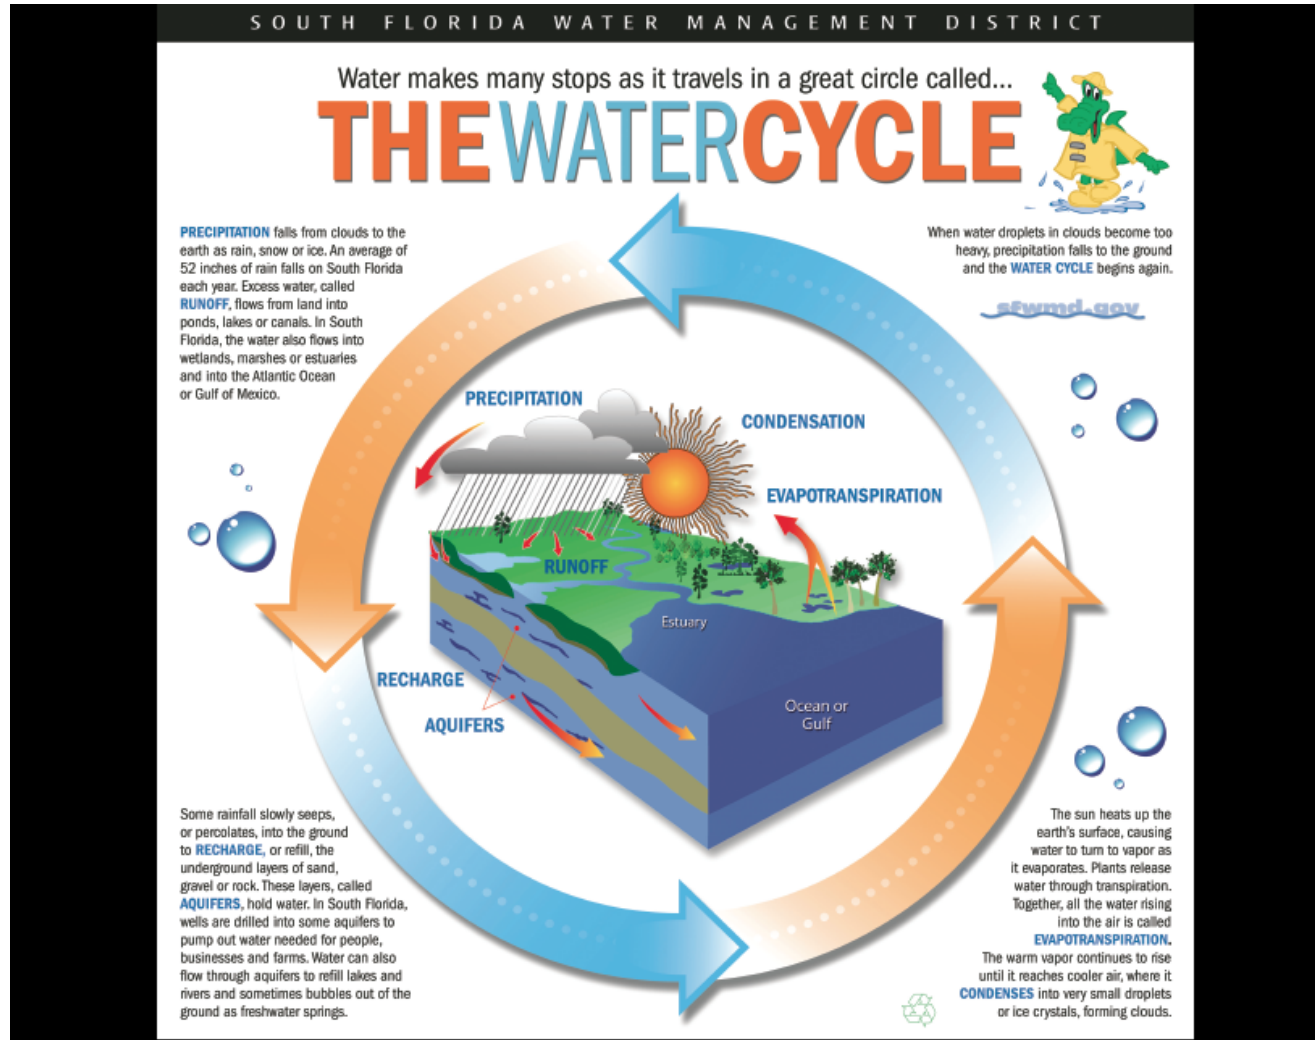 SOUTH FLORIDA WATER MANAGEMENT DISTRICT
Water makes many stops as it travels in a great circle called...
THE WATER CYCLE
PRECIPITATION falls from clouds to the
earth as rain, snow or ice. An average of
52 inches of rain falls on South Florida
each year. Excess water, called
RUNOFF, flows from land into
ponds, lakes or canals. In South
Florida, the water also flows into
wetlands, marshes or estuaries
and into the Atlantic Ocean
or Gulf of Mexico.
When water droplets in clouds become too
heavy, precipitation falls to the ground
and the WATER CYCLE begins again.
sfwmd.gov
PRECIPITATION
CONDENSATION
EVAPOTRANSPIRATION
RUNOFF
Estuary
RECHARGE
AQUIFERS
Ocean or
Gulf
Some rainfall slowly seeps,
or percolates, into the ground
to RECHARGE, or refill, the
underground layers of sand,
gravel or rock. These layers, called
AQUIFERS, hold water. In South Florida,
wells are drilled into some aquifers to
pump out water needed for people,
businesses and farms. Water can also
flow through aquifers to refill lakes and
rivers and sometimes bubbles out of the
ground as freshwater springs.
The sun heats up the
earth's surface, causing
water to turn to vapor as
it evaporates. Plants release
water through transpiration.
Together, all the water rising
into the air is called
EVAPOTRANSPIRATION.
The warm vapor continues to rise
until it reaches cooler air, where it
CONDENSES into very small droplets
or ice crystals, forming clouds.